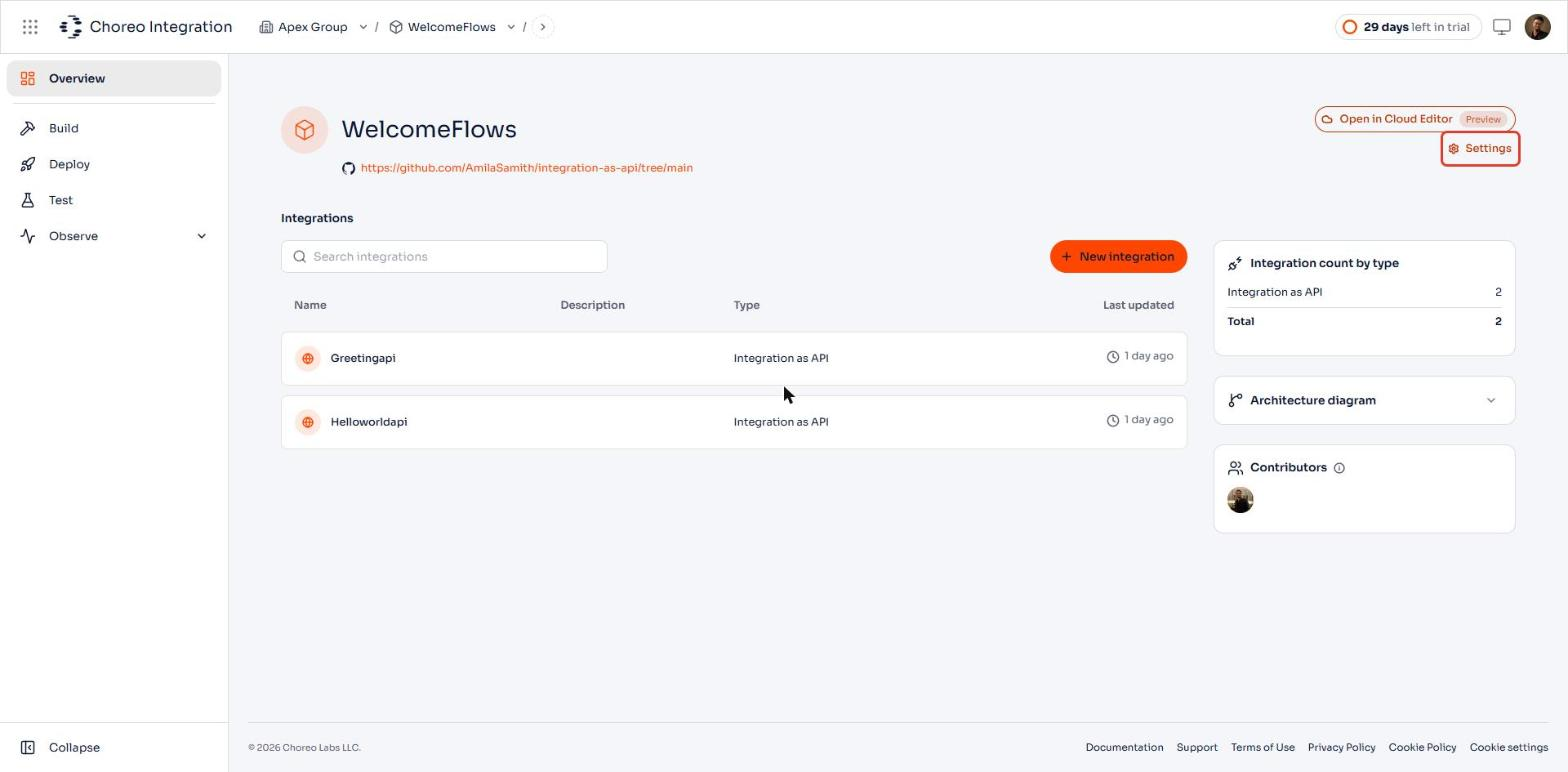 Choreo Integration
Apex Group / WelcomeFlows /
29 days left in trial
Overview
Build
Deploy
Test
Observe
Collapse
WelcomeFlows
https://github.com/AmilaSamith/integration-as-api/tree/main
Open in Cloud Editor Preview
Settings
Integrations
Search integrations
+ New integration
Name Description Type Last updated
Greetingapi Integration as API 1 day ago
Helloworldapi Integration as API 1 day ago
Integration count by type
Integration as API 2
Total 2
Architecture diagram
Contributors
© 2026 Choreo Labs LLC.
Documentation Support Terms of Use Privacy Policy Cookie Policy Cookie settings